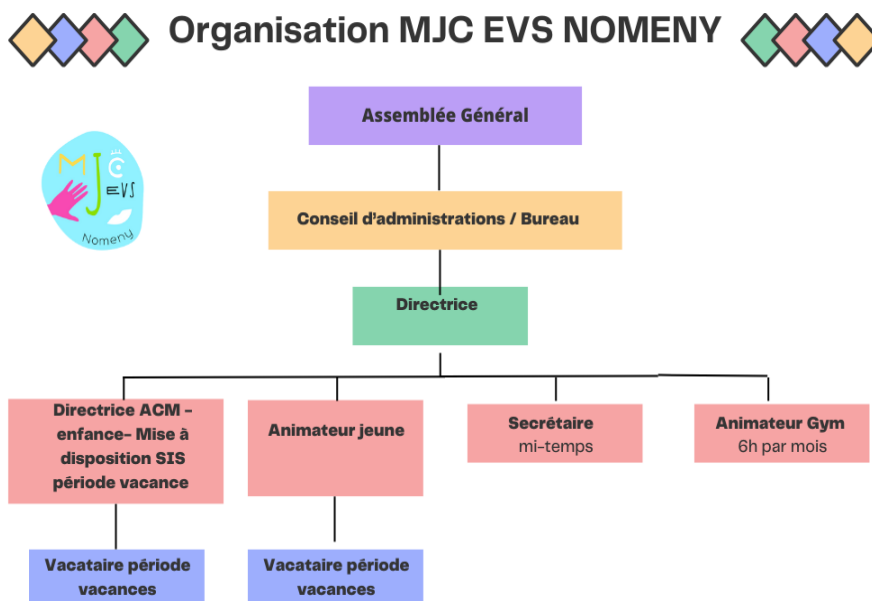 Organisation MJC EVS NOMENY
Assemblée Général
MJC
EVS
Nomeny
Conseil d'administrations / Bureau
Directrice
Directrice ACM -
enfance- Mise à
disposition SIS
période vacance
Animateur jeune
Secrétaire
mi-temps
Animateur Gym
6h par mois
Vacataire période
vacances
Vacataire période
vacances